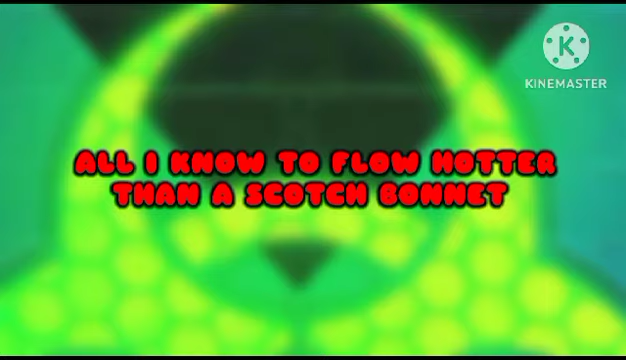 KINEMASTER
ALL I KNOW TO FLOW HOTTER
THAN A SCOTCH BONNET